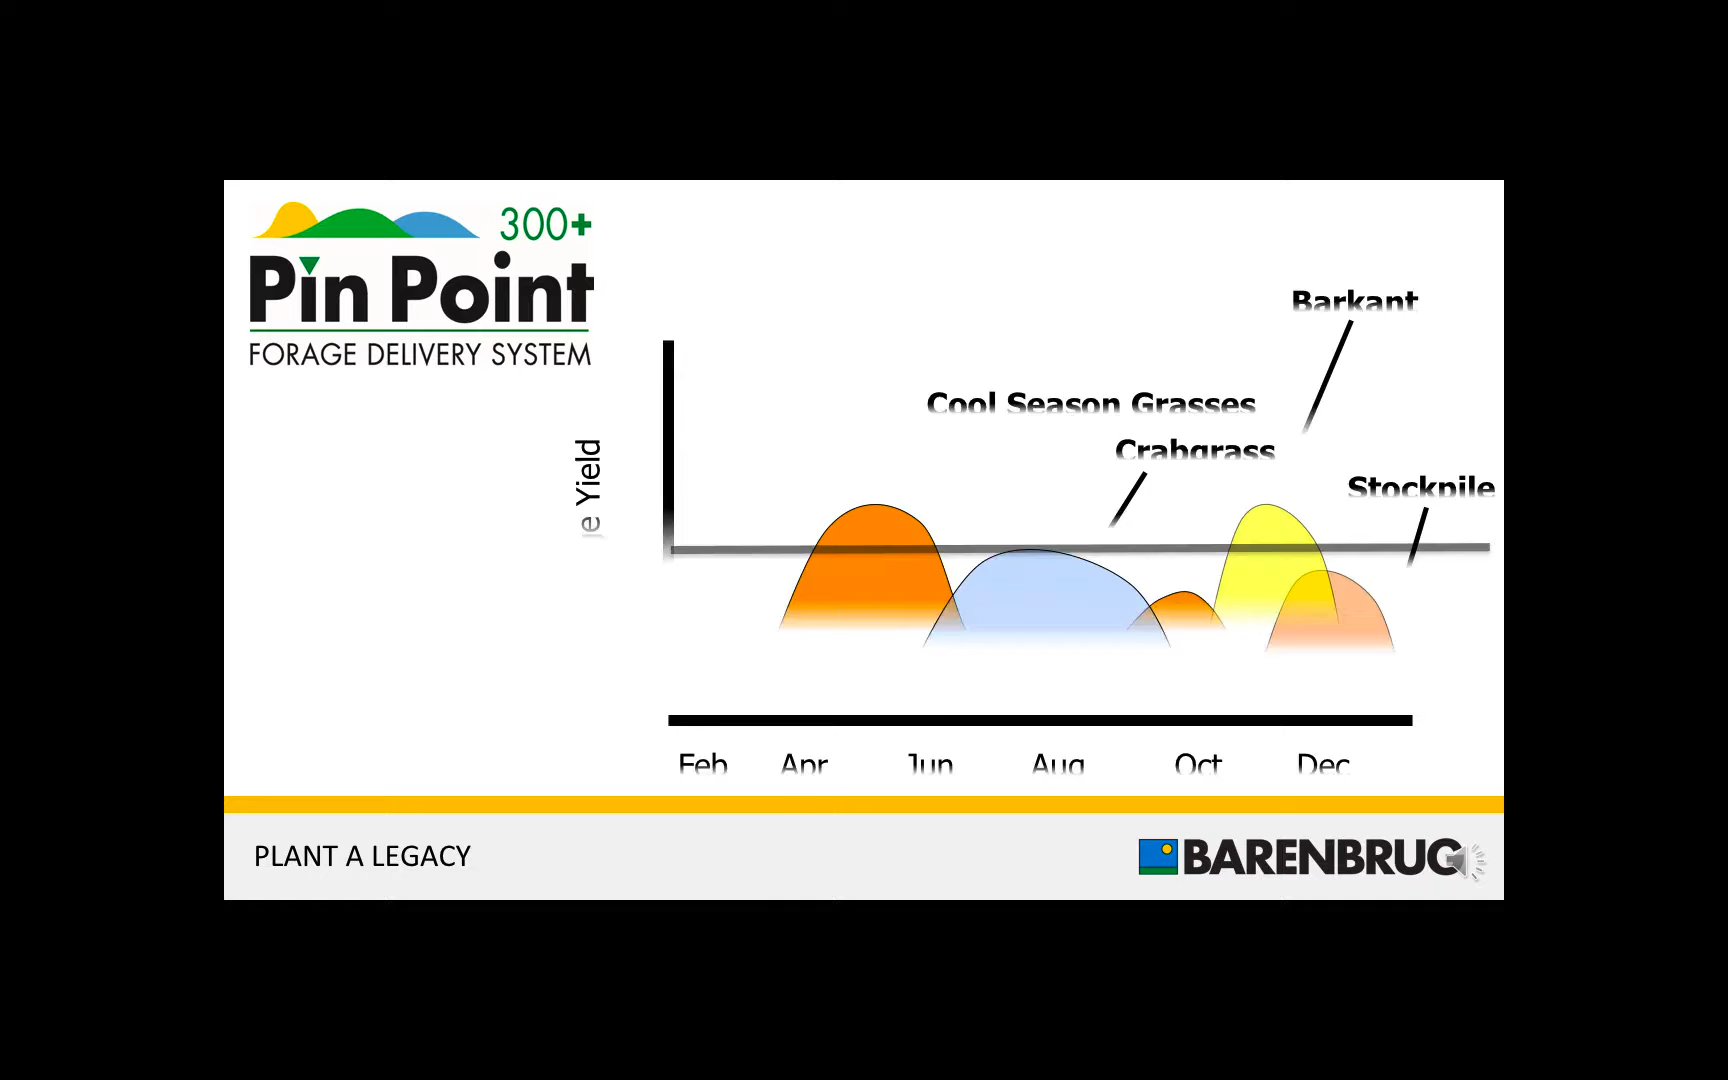 300+
Pin Point
FORAGE DELIVERY SYSTEM
Barkant
Cool Season Grasses
Crabgrass
Stockpile
Yield
Feb Apr Jun Aug Oct Dec
PLANT A LEGACY
BARENBRUG